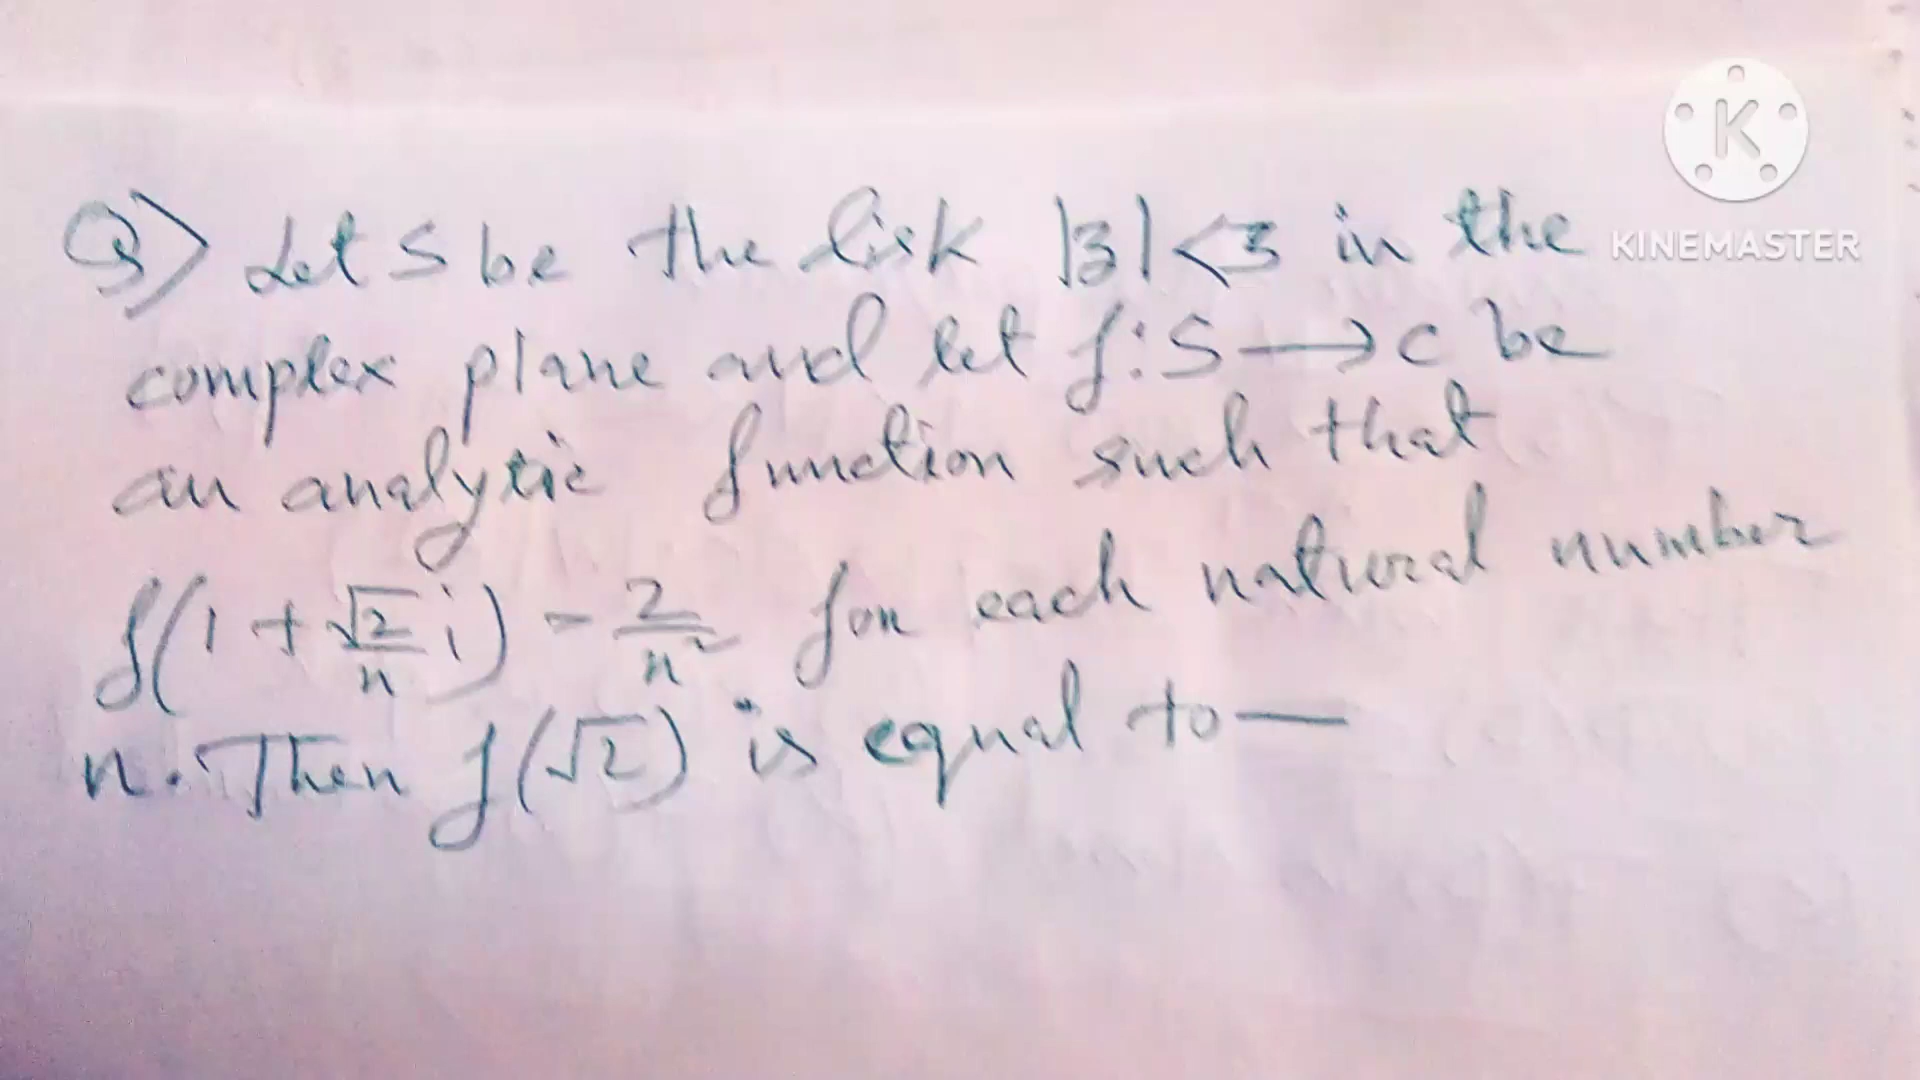 K
KINEMASTER
Q> Let S be the disk |3|<3 in the
complex plane and let f:S→C be
an analytic function such that
f(1 + √2/n i) - 2/n² for each natural number
n. Then f(√2) is equal to —